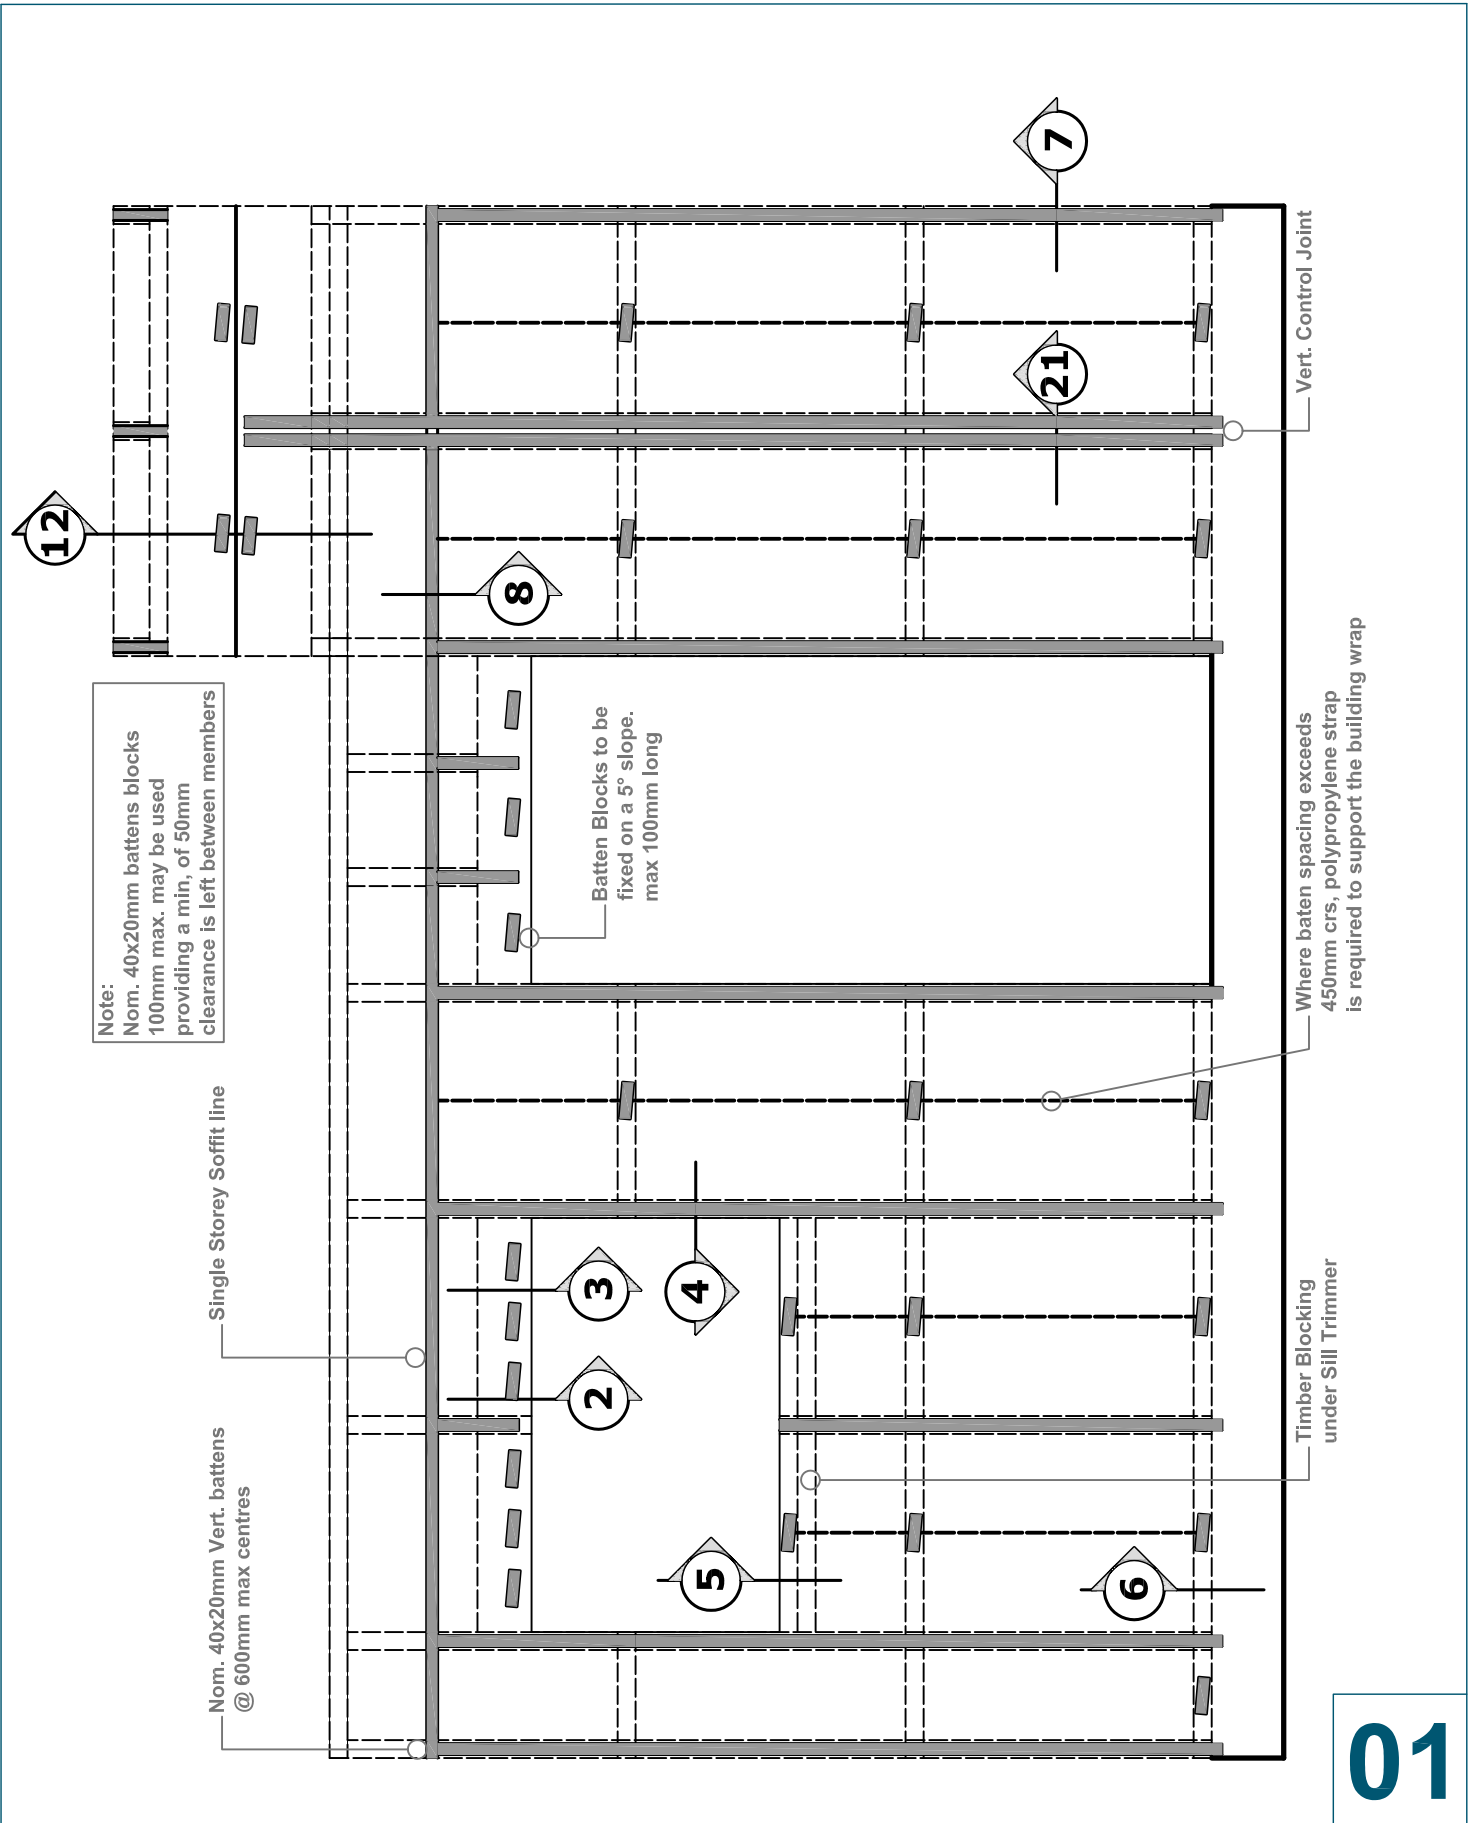 Note:
Nom. 40x20mm battens blocks
100mm max. may be used
providing a min, of 50mm
clearance is left between members
Nom. 40x20mm Vert. battens
@ 600mm max centres
Single Storey Soffit line
12
8
Batten Blocks to be
fixed on a 5° slope.
max 100mm long
2
3
4
5
6
21
7
Timber Blocking
under Sill Trimmer
Where baten spacing exceeds
450mm crs, polypropylene strap
is required to support the building wrap
Vert. Control Joint
01